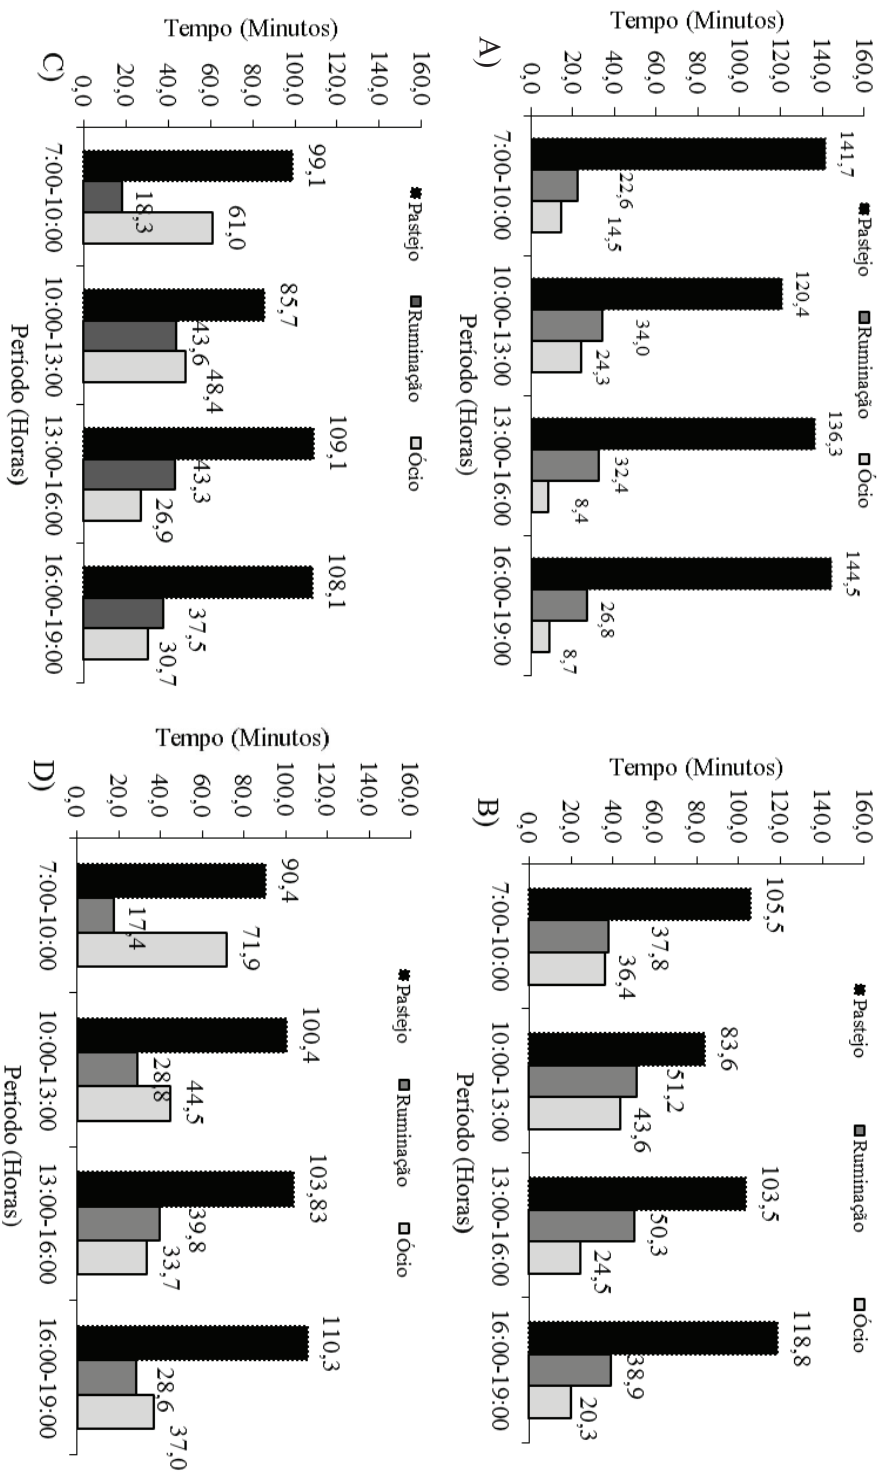 Pastejo Ruminação Ócio
Tempo (Minutos)
160,0
140,0
120,0
100,0
80,0
60,0
40,0
20,0
0,0
141,7 22,6 14,5
120,4 34,0 24,3
136,3 32,4 8,4
144,5 26,8 8,7
7:00-10:00 10:00-13:00 13:00-16:00 16:00-19:00
Período (Horas)
A)
Pastejo Ruminação Ócio
Tempo (Minutos)
160,0
140,0
120,0
100,0
80,0
60,0
40,0
20,0
0,0
105,5 37,8 36,4
83,6 51,2 43,6
103,5 50,3 24,5
118,8 38,9 20,3
7:00-10:00 10:00-13:00 13:00-16:00 16:00-19:00
Período (Horas)
B)
Pastejo Ruminação Ócio
Tempo (Minutos)
160,0
140,0
120,0
100,0
80,0
60,0
40,0
20,0
0,0
99,1 18,3 61,0
85,7 43,6 48,4
109,1 43,3 26,9
108,1 37,5 30,7
7:00-10:00 10:00-13:00 13:00-16:00 16:00-19:00
Período (Horas)
C)
Pastejo Ruminação Ócio
Tempo (Minutos)
160,0
140,0
120,0
100,0
80,0
60,0
40,0
20,0
0,0
90,4 17,4 71,9
100,4 28,8 44,5
103,83 39,8 33,7
110,3 28,6 37,0
7:00-10:00 10:00-13:00 13:00-16:00 16:00-19:00
Período (Horas)
D)